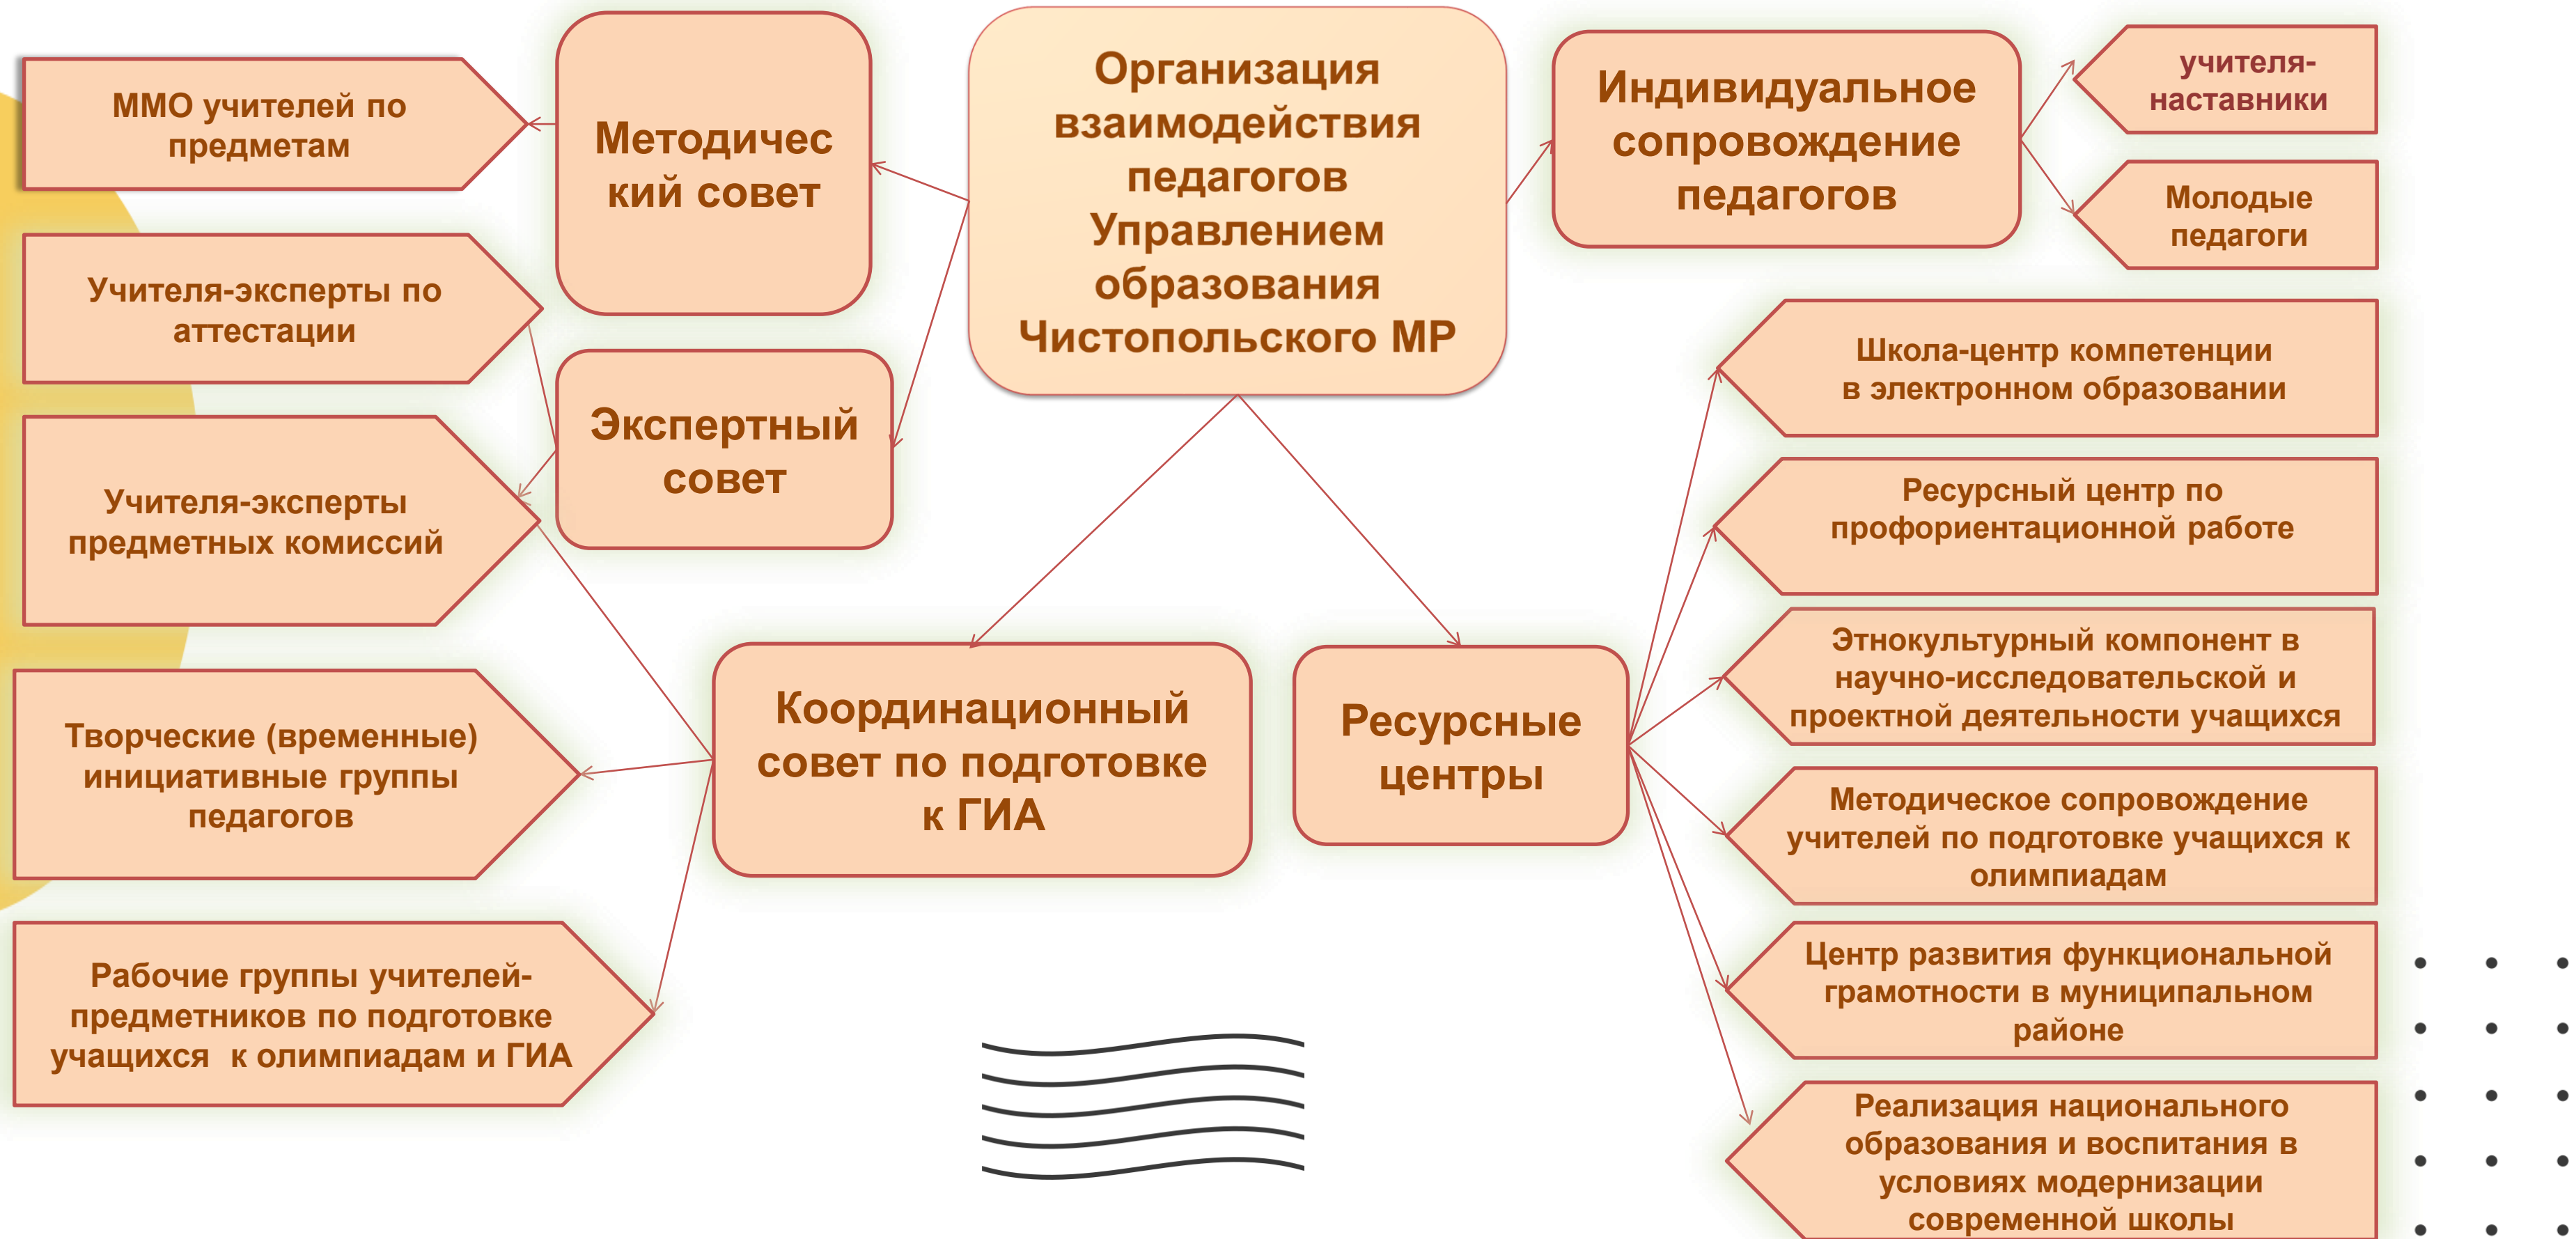 Организация
взаимодействия
педагогов
Управлением
образования
Чистопольского МР
Методичес
кий совет
ММО учителей по
предметам
Экспертный
совет
Учителя-эксперты по
аттестации
Учителя-эксперты
предметных комиссий
Координационный
совет по подготовке
к ГИА
Творческие (временные)
инициативные группы
педагогов
Рабочие группы учителей-
предметников по подготовке
учащихся к олимпиадам и ГИА
Индивидуальное
сопровождение
педагогов
учителя-
наставники
Молодые
педагоги
Ресурсные
центры
Школа-центр компетенции
в электронном образовании
Ресурсный центр по
профориентационной работе
Этнокультурный компонент в
научно-исследовательской и
проектной деятельности учащихся
Методическое сопровождение
учителей по подготовке учащихся к
олимпиадам
Центр развития функциональной
грамотности в муниципальном
районе
Реализация национального
образования и воспитания в
условиях модернизации
современной школы